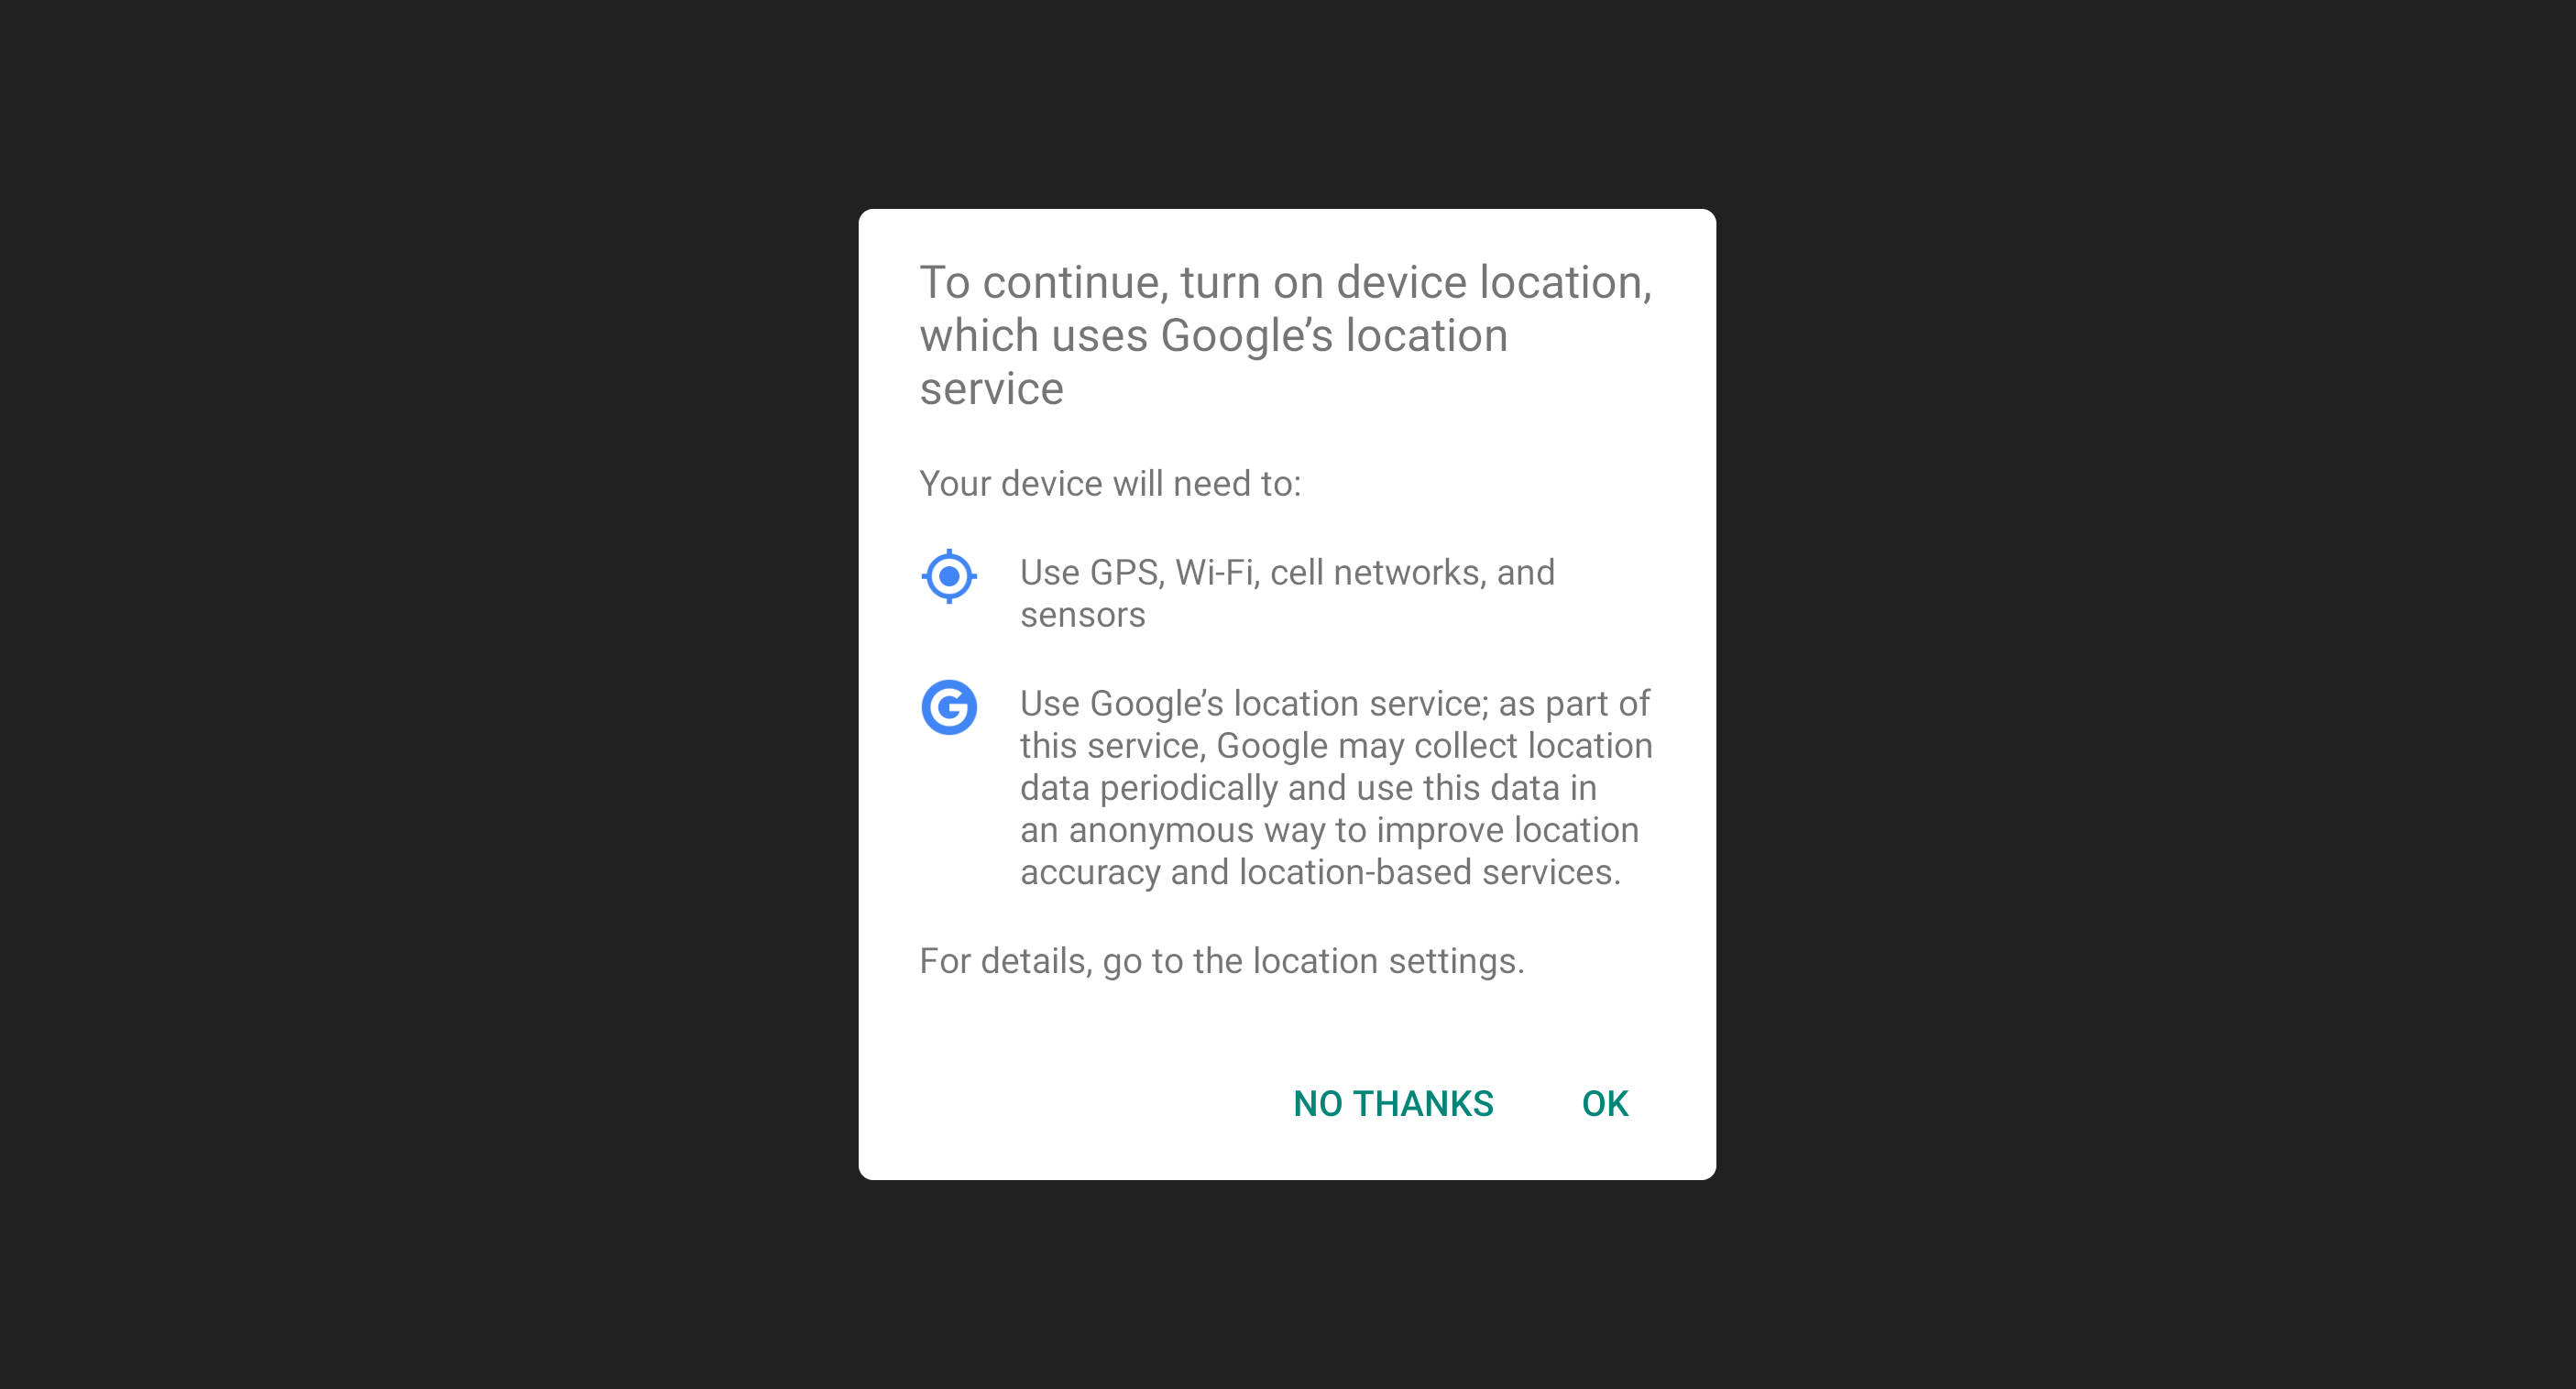 To continue, turn on device location,
which uses Google’s location
service
Your device will need to:
Use GPS, Wi-Fi, cell networks, and
sensors
Use Google’s location service; as part of
this service, Google may collect location
data periodically and use this data in
an anonymous way to improve location
accuracy and location-based services.
For details, go to the location settings.
NO THANKS OK